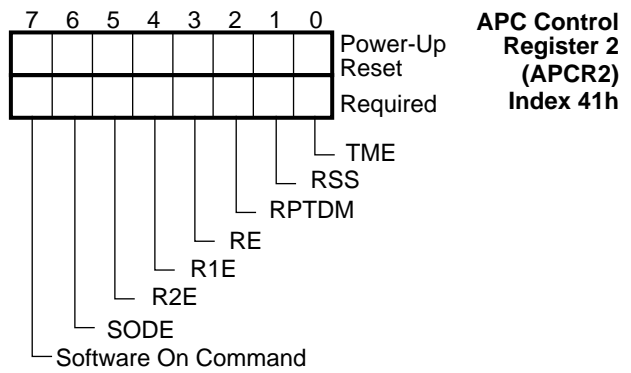 7 6 5 4 3 2 1 0
Power-Up
Reset
Required
APC Control
Register 2
(APCR2)
Index 41h
TME
RSS
RPTDM
RE
R1E
R2E
SODE
Software On Command